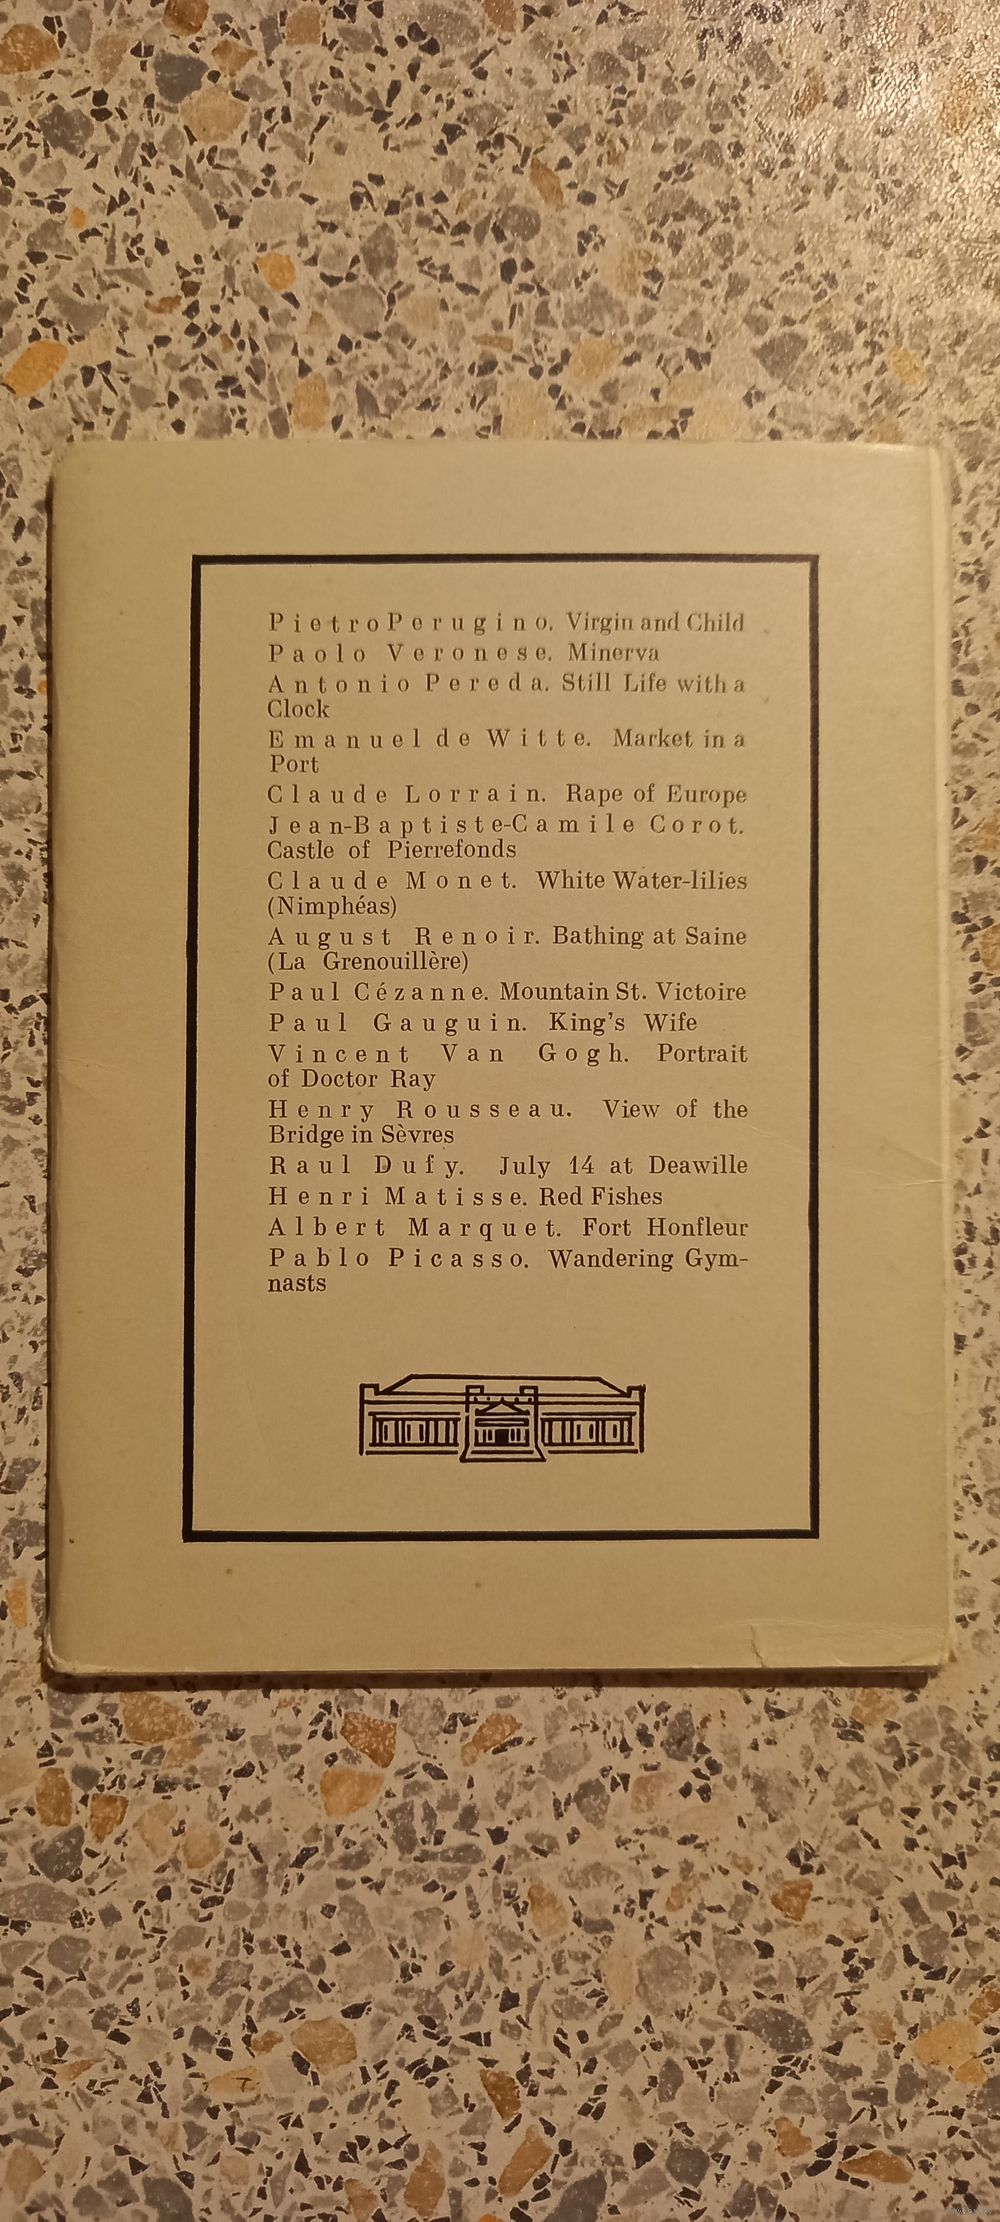 Pietro Perugino. Virgin and Child
Paolo Veronese. Minerva
Antonio Pereda. Still Life with a
Clock
Emanuel de Witte. Market in a
Port
Claude Lorrain. Rape of Europe
Jean-Baptiste-Camile Corot.
Castle of Pierrefonds
Claude Monet. White Water-lilies
(Nimphéas)
August Renoir. Bathing at Saine
(La Grenouillère)
Paul Cézanne. Mountain St. Victoire
Paul Gauguin. King's Wife
Vincent Van Gogh. Portrait
of Doctor Ray
Henry Rousseau. View of the
Bridge in Sèvres
Raul Dufy. July 14 at Deawille
Henri Matisse. Red Fishes
Albert Marquet. Fort Honfleur
Pablo Picasso. Wandering Gym-
nasts